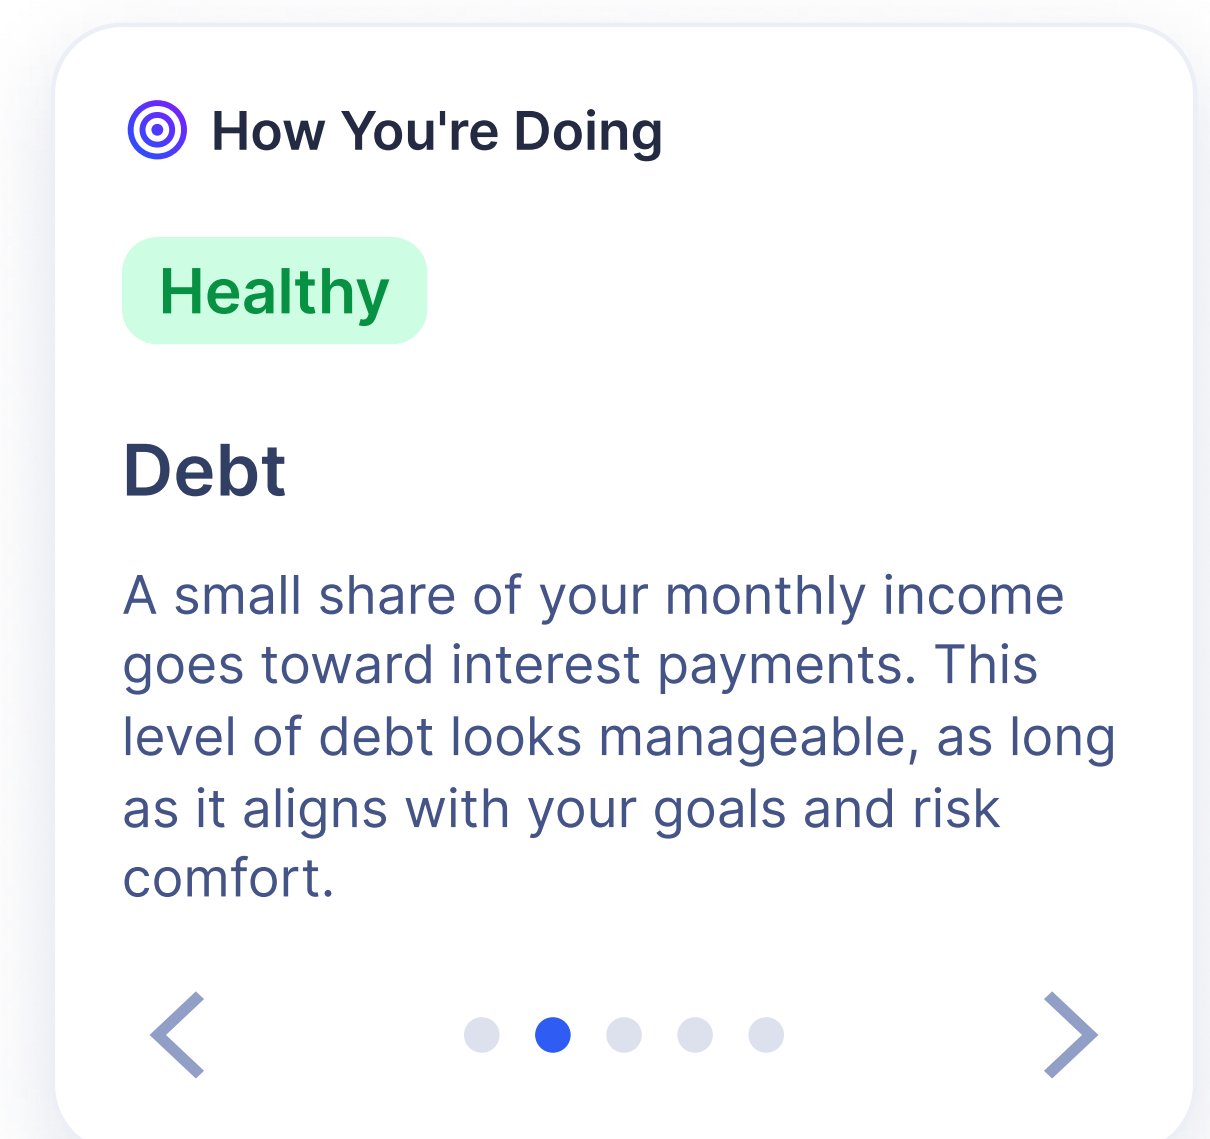 How You're Doing
Healthy
Debt
A small share of your monthly income
goes toward interest payments. This
level of debt looks manageable, as long
as it aligns with your goals and risk
comfort.